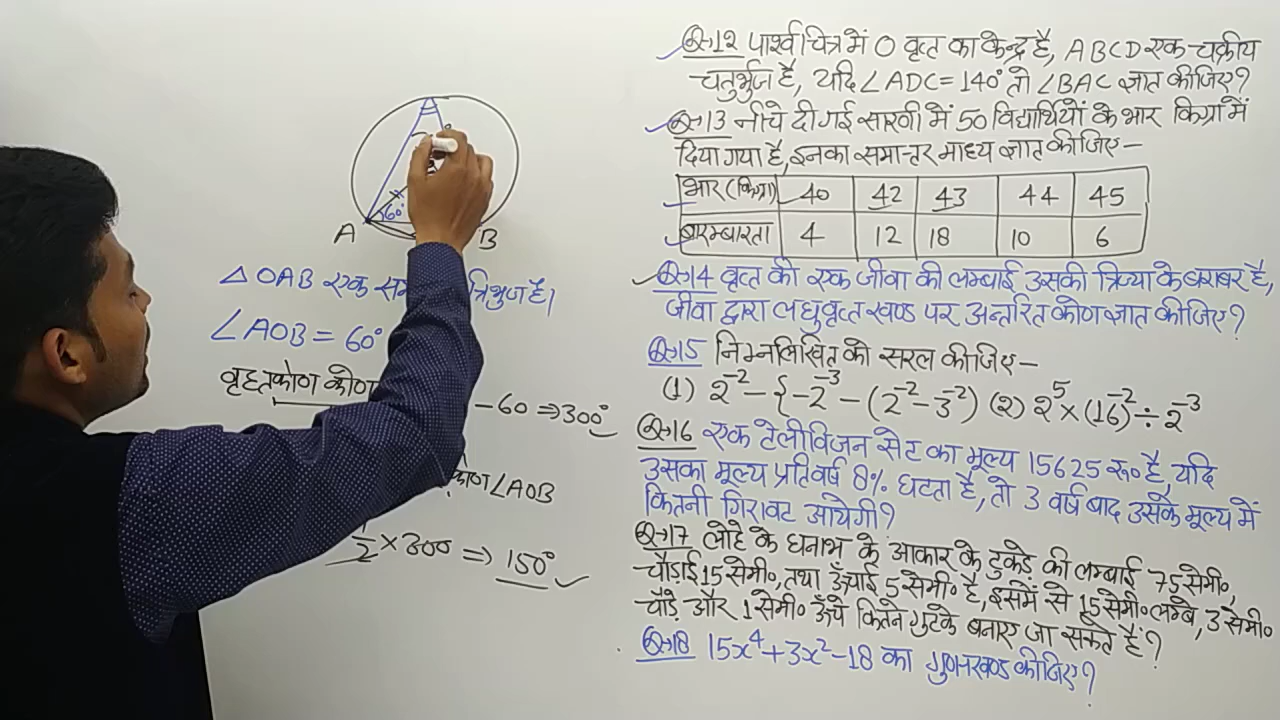 60°
A
B
△OAB एक सम त्रिभुज है।
∠AOB = 60°
वृहतकोण कोण
- 60 ⇒ 300°
कोण ∠AOB
2 × 300 ⇒ 150°
Q→12 पार्श्व चित्र में O वृत्त का केन्द्र है, ABCD एक चक्रीय
चतुर्भुज है, यदि ∠ADC = 140° तो ∠BAC ज्ञात कीजिए?
Q→13 नीचे दी गई सारणी में 50 विद्यार्थियों के भार किग्रा में
दिया गया है, इनका समान्तर माध्य ज्ञात कीजिए-
भार(किग्रा) 40 42 43 44 45
बारम्बारता 4 12 18 10 6
Q→14 वृत्त की एक जीवा की लम्बाई उसकी त्रिज्या के बराबर है,
जीवा द्वारा लघुवृत्तखण्ड पर अन्तरित कोण ज्ञात कीजिए?
Q→15 निम्नलिखित को सरल कीजिए-
(1) 2⁻² - {-2⁻³ - (2⁻² - 3⁻²) (2) 2⁵ × (16)⁻² ÷ 2⁻³
Q→16 एक टेलीविजन सेट का मूल्य 15625 रू० है, यदि
उसका मूल्य प्रतिवर्ष 8% घटता है, तो 3 वर्ष बाद उसके मूल्य में
कितनी गिरावट आयेगी?
Q→17 लोहे के घनाभ के आकार के टुकड़े की लम्बाई 75 सेमी०,
चौड़ाई 15 सेमी०, तथा ऊँचाई 5 सेमी० है, इसमें से 15 सेमी० लम्बे, 3 सेमी०
चौड़े और 1 सेमी० ऊँचे कितने गुटके बनाए जा सकते हैं?
Q→18 15x⁴ + 3x² - 18 का गुणनखण्ड कीजिए?